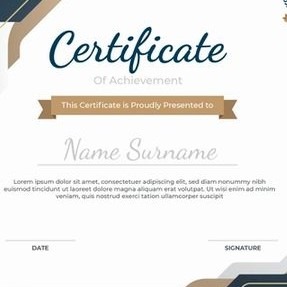 Certificate
Of Achievement
This Certificate is Proudly Presented to
Name Surname
Lorem ipsum dolor sit amet, consectetuer adipiscing elit, sed diam nonummy nibh
euismod tincidunt ut laoreet dolore magna aliquam erat volutpat. Ut wisi enim ad minim
veniam, quis nostrud exerci tation ullamcorper suscipit
DATE
SIGNATURE